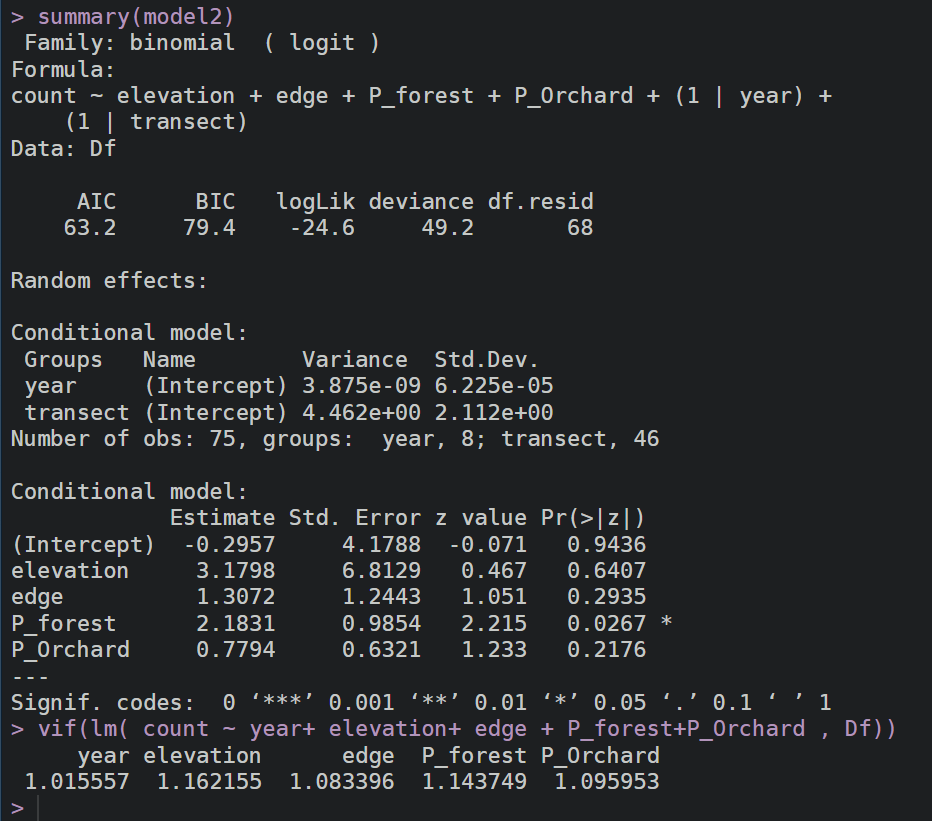 > summary(model2)
 Family: binomial  ( logit )
Formula:
count ~ elevation + edge + P_forest + P_Orchard + (1 | year) +
    (1 | transect)
Data: Df

     AIC      BIC   logLik deviance df.resid
    63.2     79.4    -24.6     49.2       68

Random effects:

Conditional model:
 Groups   Name        Variance  Std.Dev.
 year     (Intercept) 3.875e-09 6.225e-05
 transect (Intercept) 4.462e+00 2.112e+00
Number of obs: 75, groups:  year, 8; transect, 46

Conditional model:
            Estimate Std. Error z value Pr(>|z|)
(Intercept)  -0.2957     4.1788  -0.071   0.9436
elevation     3.1798     6.8129   0.467   0.6407
edge          1.3072     1.2443   1.051   0.2935
P_forest      2.1831     0.9854   2.215   0.0267 *
P_Orchard     0.7794     0.6321   1.233   0.2176
---
Signif. codes:  0 ‘***’ 0.001 ‘**’ 0.01 ‘*’ 0.05 ‘.’ 0.1 ‘ ’ 1
> vif(lm( count ~ year+ elevation+ edge + P_forest+P_Orchard , Df))
     year elevation      edge  P_forest P_Orchard
 1.015557  1.162155  1.083396  1.143749  1.095953
>